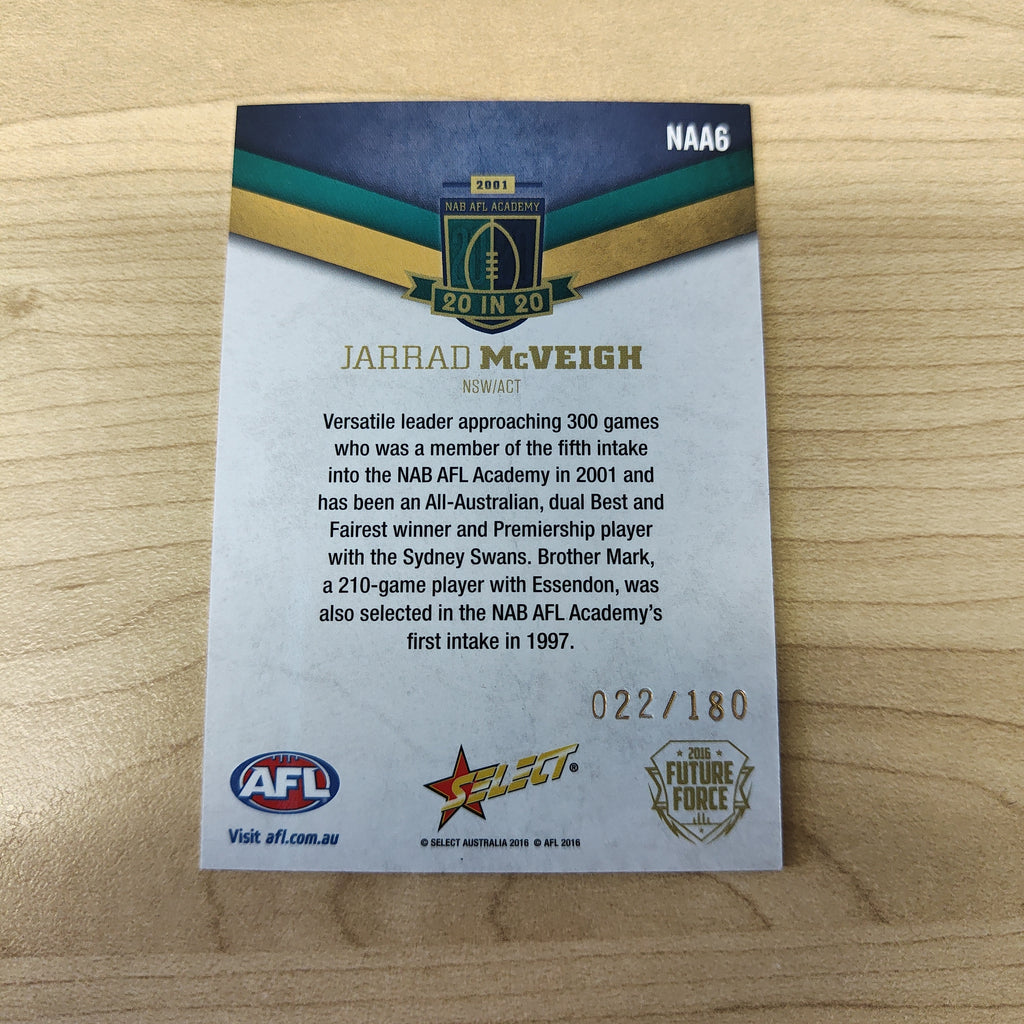 NAA6
2001
NAB AFL ACADEMY
20 IN 20
JARRAD McVEIGH
NSW/ACT
Versatile leader approaching 300 games
who was a member of the fifth intake
into the NAB AFL Academy in 2001 and
has been an All-Australian, dual Best and
Fairest winner and Premiership player
with the Sydney Swans. Brother Mark,
a 210-game player with Essendon, was
also selected in the NAB AFL Academy's
first intake in 1997.
022/180
AFL
Visit afl.com.au
SELECT®
© SELECT AUSTRALIA 2016 © AFL 2016
2016
FUTURE
FORCE